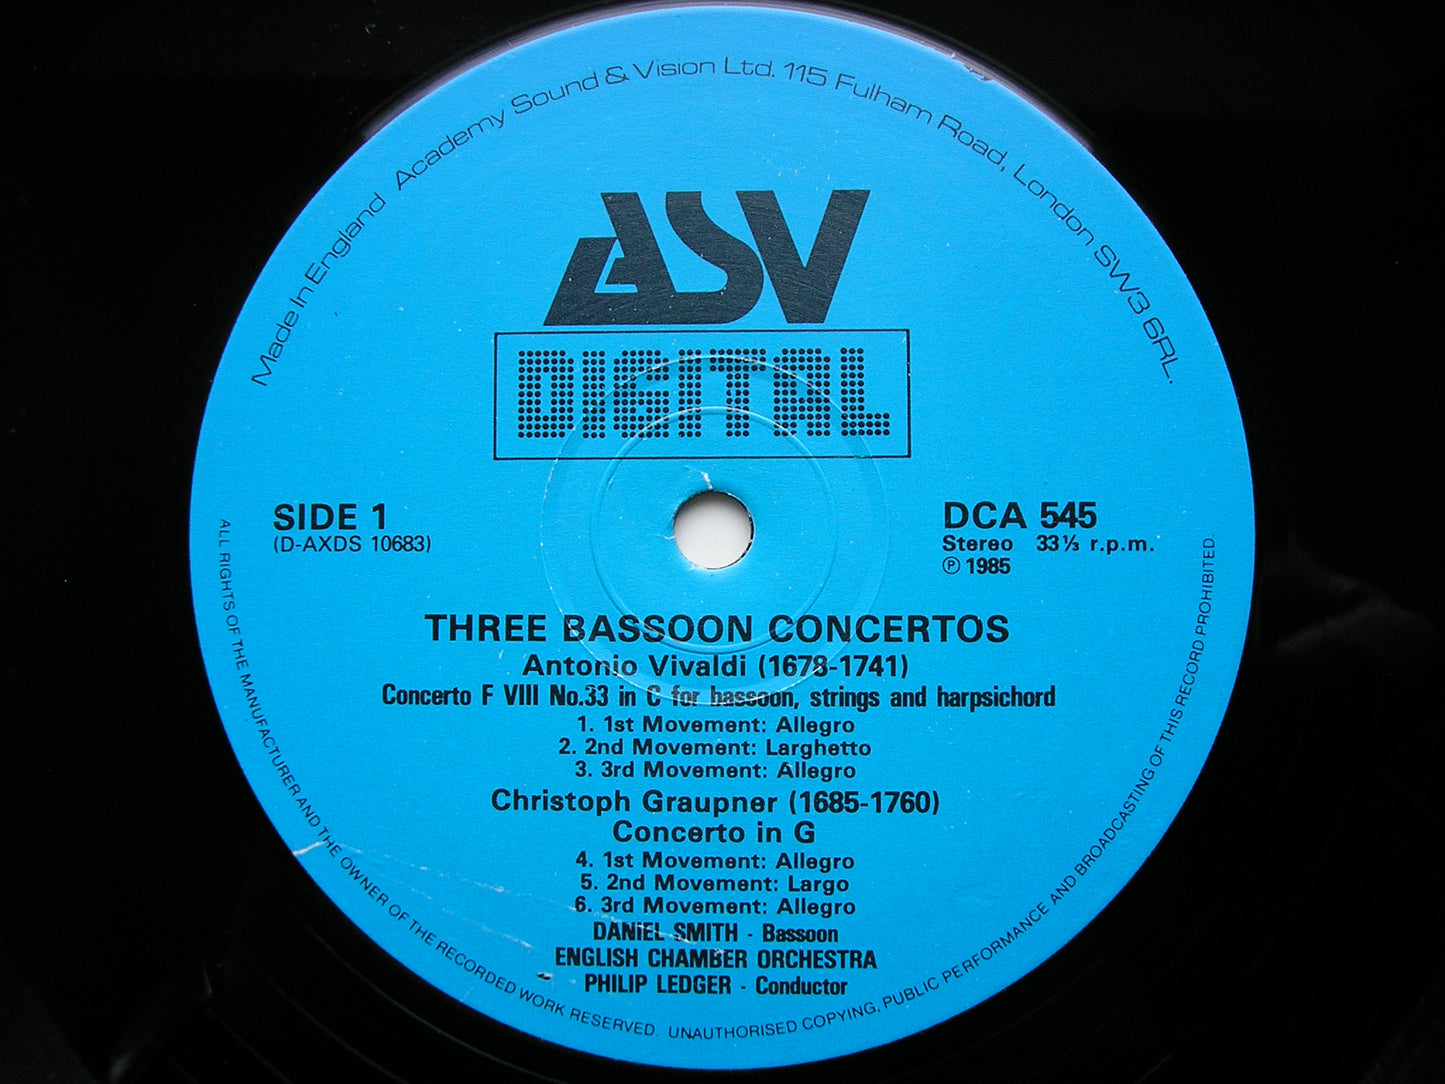 Made in England Academy Sound & Vision Ltd. 115 Fulham Road, London SW3 6RL.
ASV
DIGITAL
SIDE 1
(D-AXDS 10683)
DCA 545
Stereo 33⅓ r.p.m.
℗ 1985
THREE BASSOON CONCERTOS
Antonio Vivaldi (1678-1741)
Concerto F VIII No.33 in C for bassoon, strings and harpsichord
1. 1st Movement: Allegro
2. 2nd Movement: Larghetto
3. 3rd Movement: Allegro
Christoph Graupner (1685-1760)
Concerto in G
4. 1st Movement: Allegro
5. 2nd Movement: Largo
6. 3rd Movement: Allegro
DANIEL SMITH - Bassoon
ENGLISH CHAMBER ORCHESTRA
PHILIP LEDGER - Conductor
ALL RIGHTS OF THE MANUFACTURER AND THE OWNER OF THE RECORDED WORK RESERVED. UNAUTHORISED COPYING, PUBLIC PERFORMANCE AND BROADCASTING OF THIS RECORD PROHIBITED.